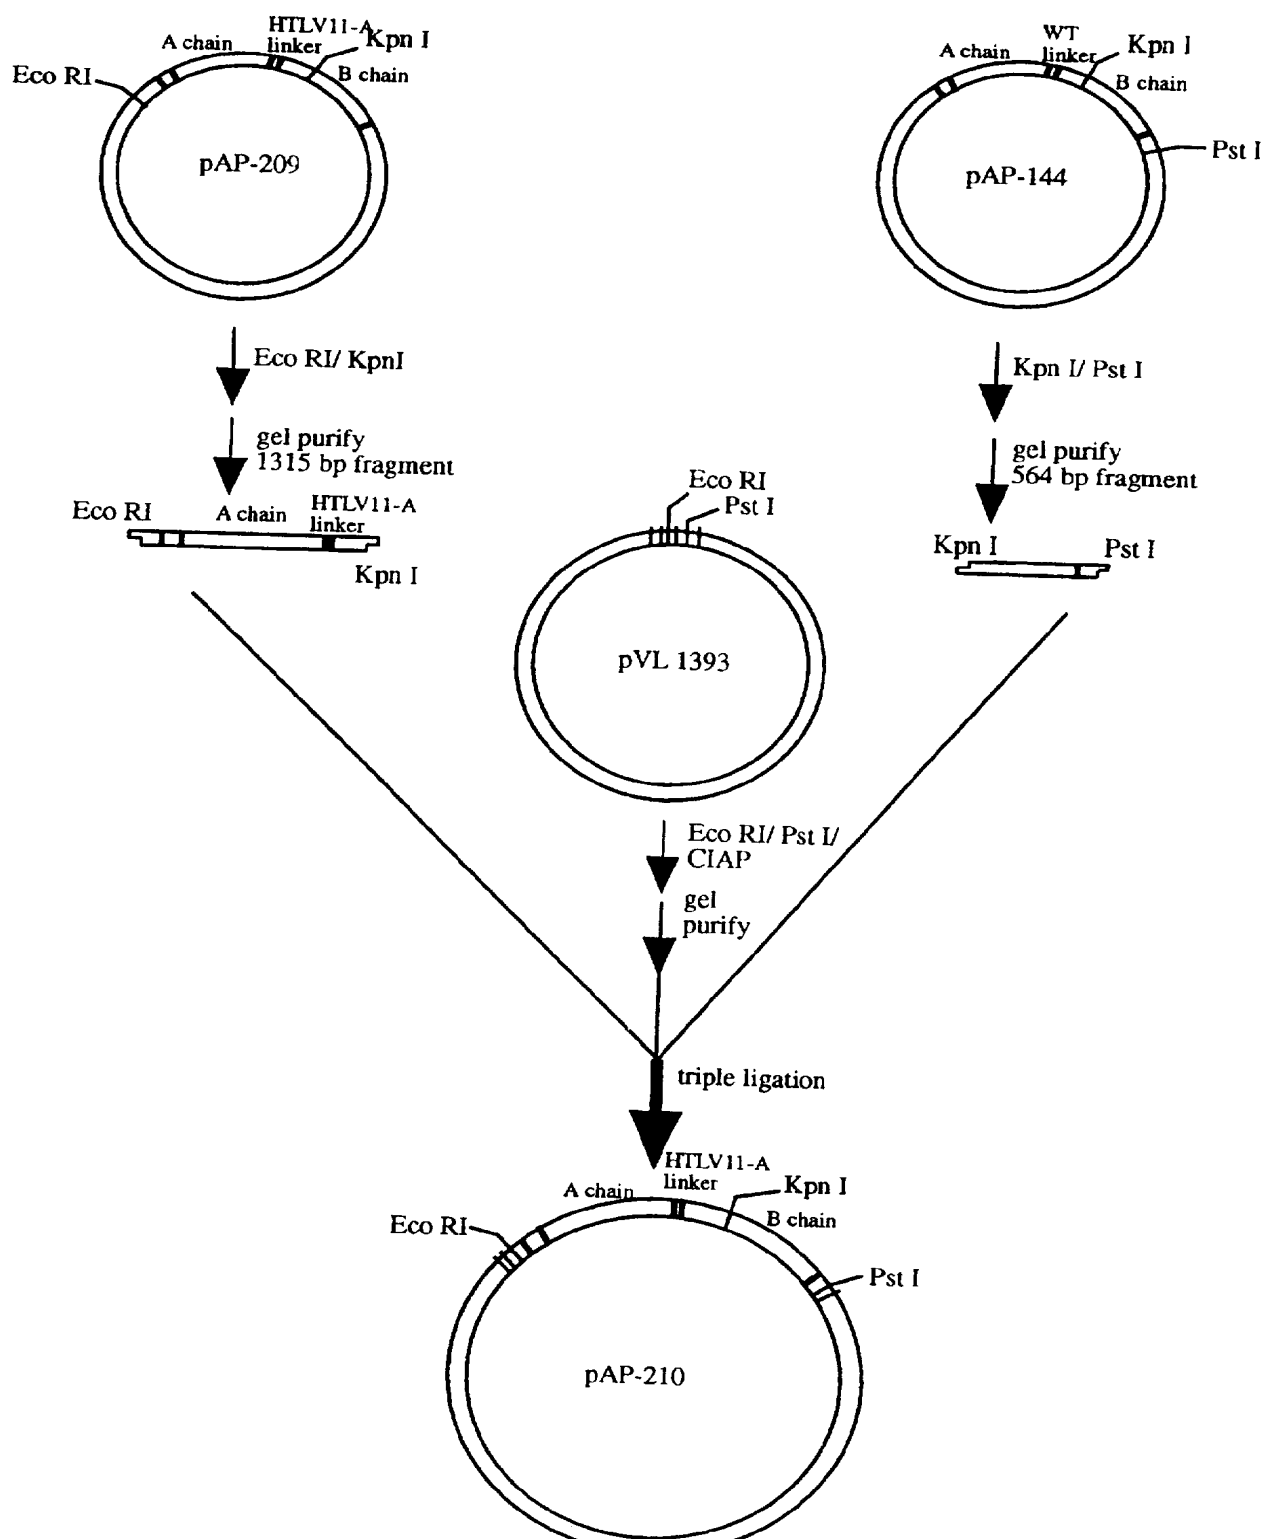 HTLV11-A
A chain
linker
Kpn I
Eco RI
B chain
pAP-209
WT
A chain
linker
Kpn I
B chain
Pst I
pAP-144
Eco RI/ KpnI
gel purify
1315 bp fragment
Kpn I/ Pst I
gel purify
564 bp fragment
Eco RI
A chain
HTLV11-A
linker
Kpn I
Kpn I
Pst I
Eco RI
Pst I
pVL 1393
Eco RI/ Pst I/
CIAP
gel
purify
triple ligation
HTLV11-A
linker
A chain
Kpn I
B chain
Eco RI
Pst I
pAP-210